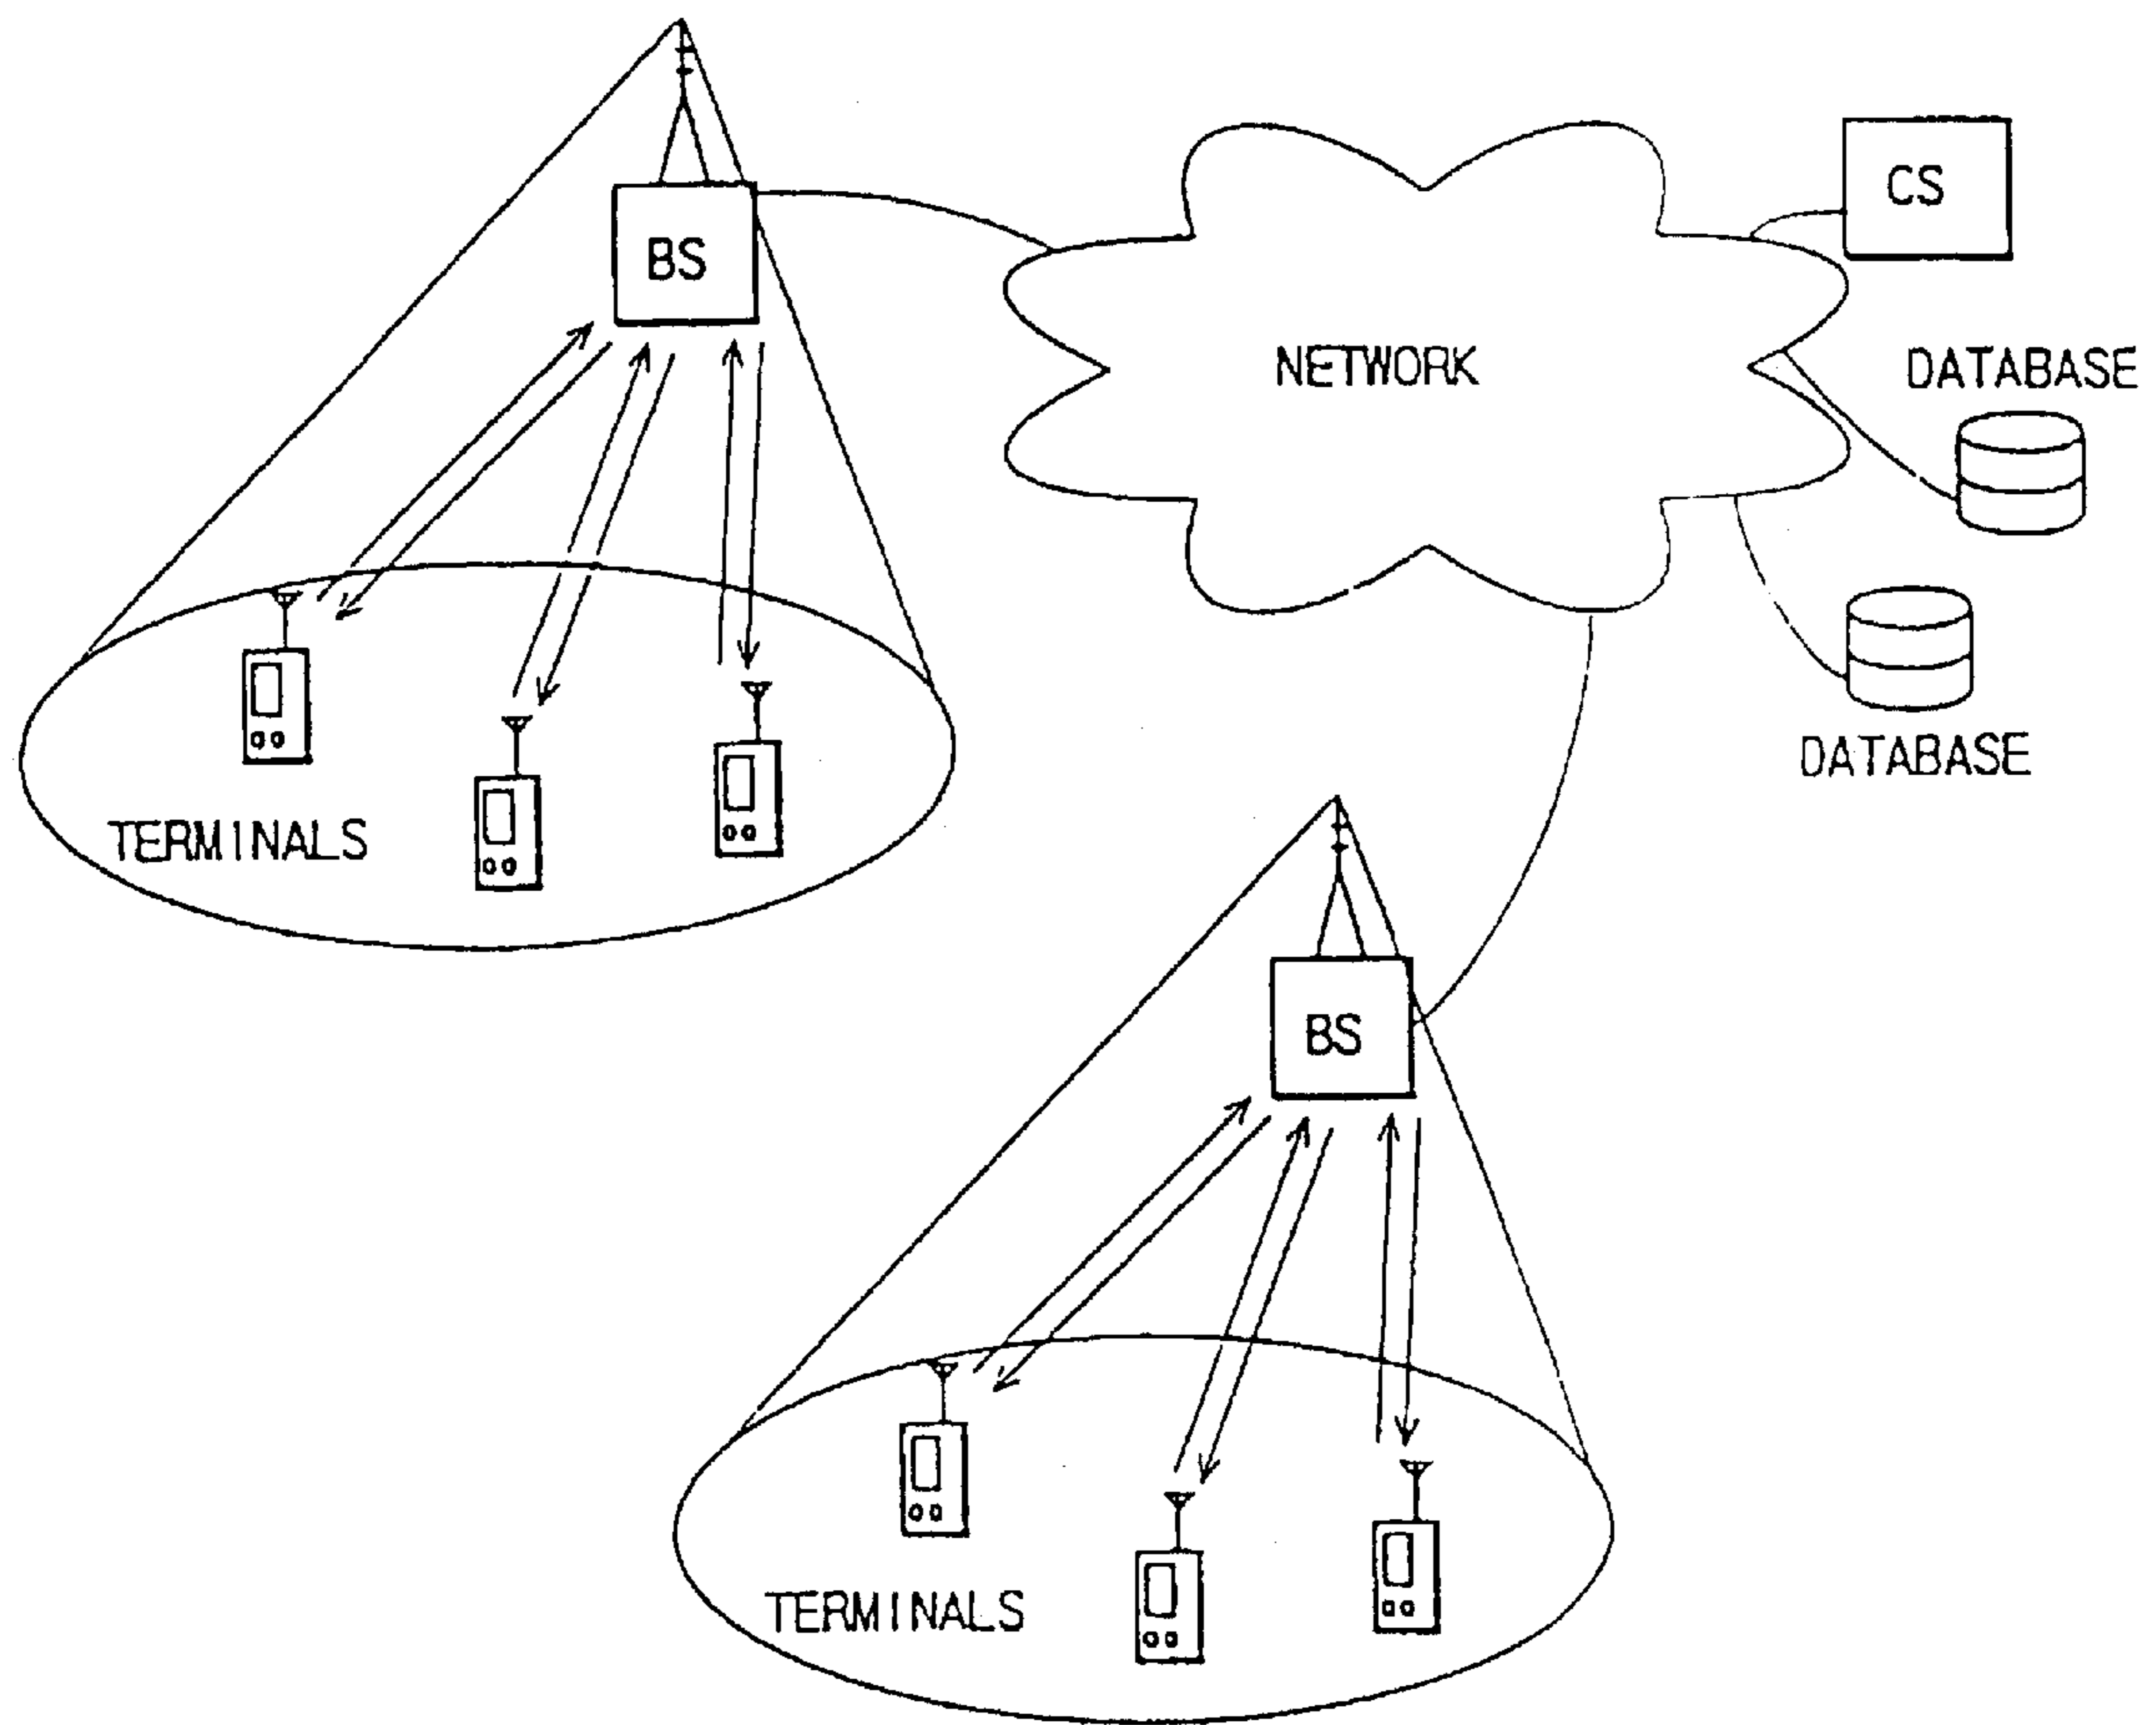 BS
CS
NETWORK
DATABASE
DATABASE
TERMINALS
BS
TERMINALS